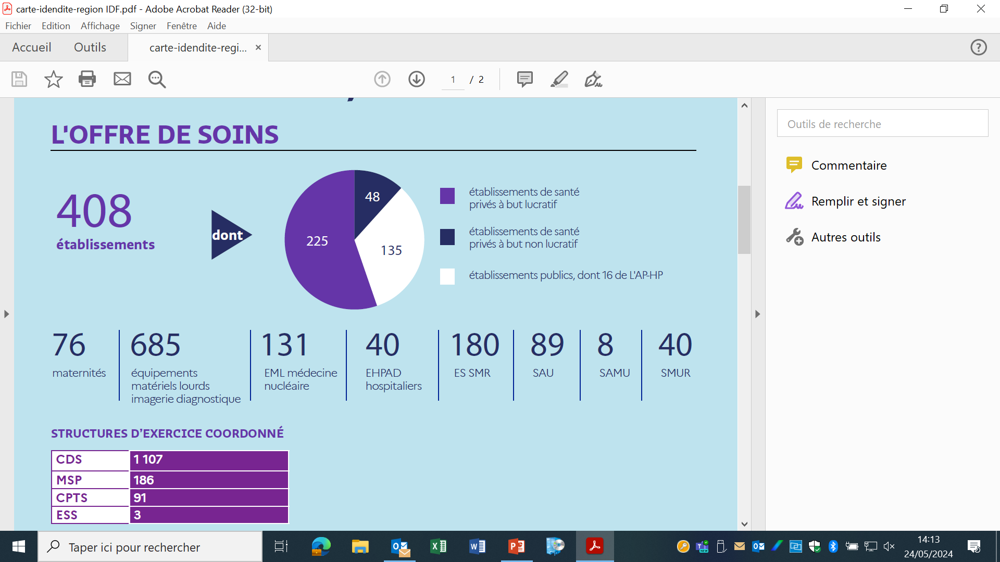 carte-idendite-region IDF.pdf - Adobe Acrobat Reader (32-bit)
Fichier Edition Affichage Signer Fenêtre Aide
Accueil Outils carte-idendite-regi... ×
1 / 2
L'OFFRE DE SOINS
408
établissements
dont
48
225
135
établissements de santé
privés à but lucratif
établissements de santé
privés à but non lucratif
établissements publics, dont 16 de L'AP-HP
76
maternités
685
équipements
matériels lourds
imagerie diagnostique
131
EML médecine
nucléaire
40
EHPAD
hospitaliers
180
ES SMR
89
SAU
8
SAMU
40
SMUR
STRUCTURES D’EXERCICE COORDONNÉ
CDS 1 107
MSP 186
CPTS 91
ESS 3
Outils de recherche
Commentaire
Remplir et signer
Autres outils
Taper ici pour rechercher
14:13
24/05/2024